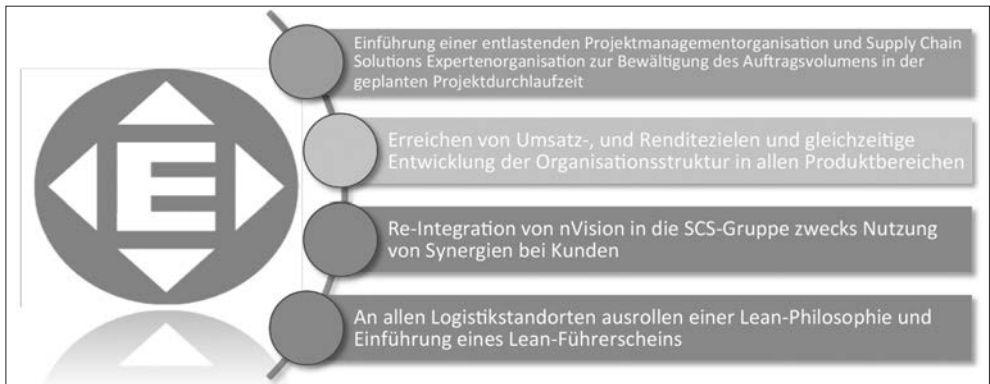 E
Einführung einer entlastenden Projektmanagementorganisation und Supply Chain
Solutions Expertenorganisation zur Bewältigung des Auftragsvolumens in der
geplanten Projektdurchlaufzeit
Erreichen von Umsatz-, und Renditezielen und gleichzeitige
Entwicklung der Organisationsstruktur in allen Produktbereichen
Re-Integration von nVision in die SCS-Gruppe zwecks Nutzung
von Synergien bei Kunden
An allen Logistikstandorten ausrollen einer Lean-Philosophie und
Einführung eines Lean-Führerscheins